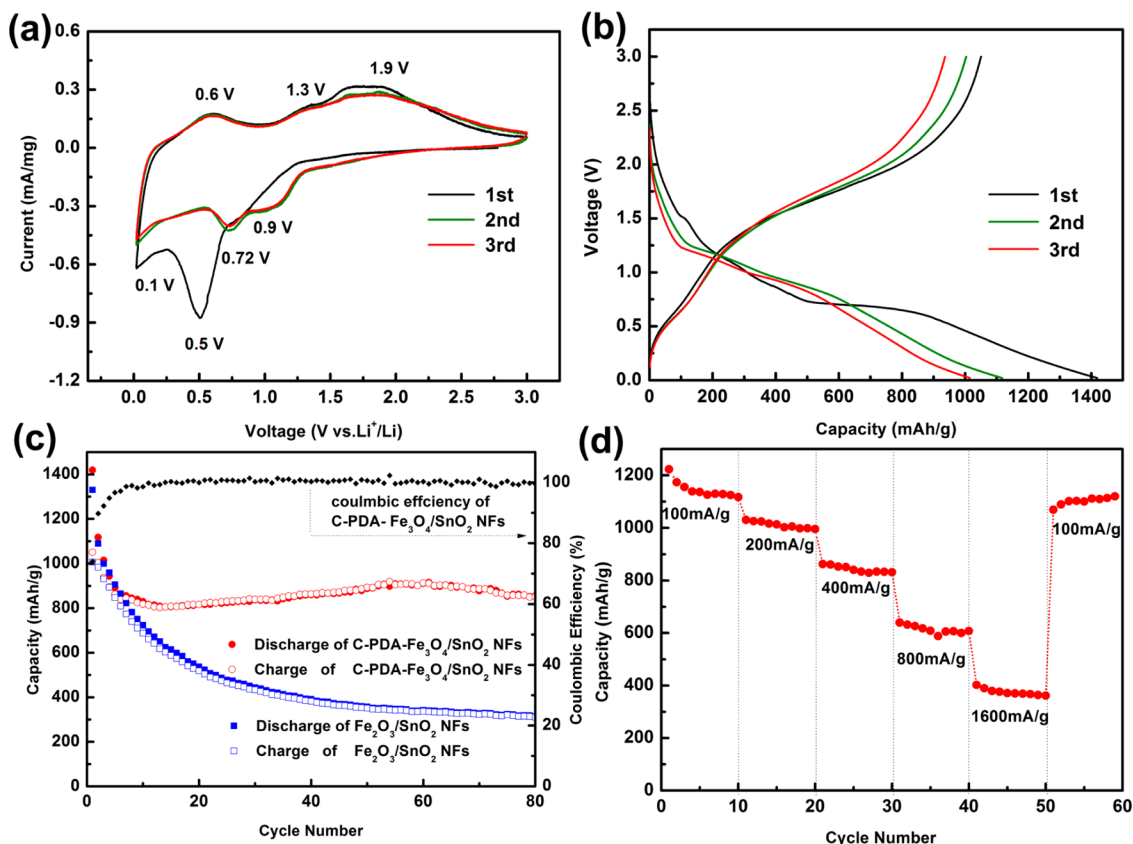 (a)
0.6
0.3
0.0
-0.3
-0.6
-0.9
-1.2
Current (mA/mg)
0.6 V
1.3 V
1.9 V
1st
2nd
3rd
0.9 V
0.72 V
0.1 V
0.5 V
0.0 0.5 1.0 1.5 2.0 2.5 3.0
Voltage (V vs.Li⁺/Li)
(b)
3.0
2.5
2.0
1.5
1.0
0.5
0.0
Voltage (V)
1st
2nd
3rd
0 200 400 600 800 1000 1200 1400
Capacity (mAh/g)
(c)
1400
1200
1000
800
600
400
200
0
Capacity (mAh/g)
coulmbic effciency of
C-PDA- Fe₃O₄/SnO₂ NFs
Discharge of C-PDA-Fe₃O₄/SnO₂ NFs
Charge of C-PDA-Fe₃O₄/SnO₂ NFs
Discharge of Fe₂O₃/SnO₂ NFs
Charge of Fe₂O₃/SnO₂ NFs
100
80
60
40
20
0
Coulombic Efficiency (%)
0 20 40 60 80
Cycle Number
(d)
1200
1000
800
600
400
200
0
Capacity (mAh/g)
100mA/g
200mA/g
400mA/g
800mA/g
1600mA/g
100mA/g
0 10 20 30 40 50 60
Cycle Number